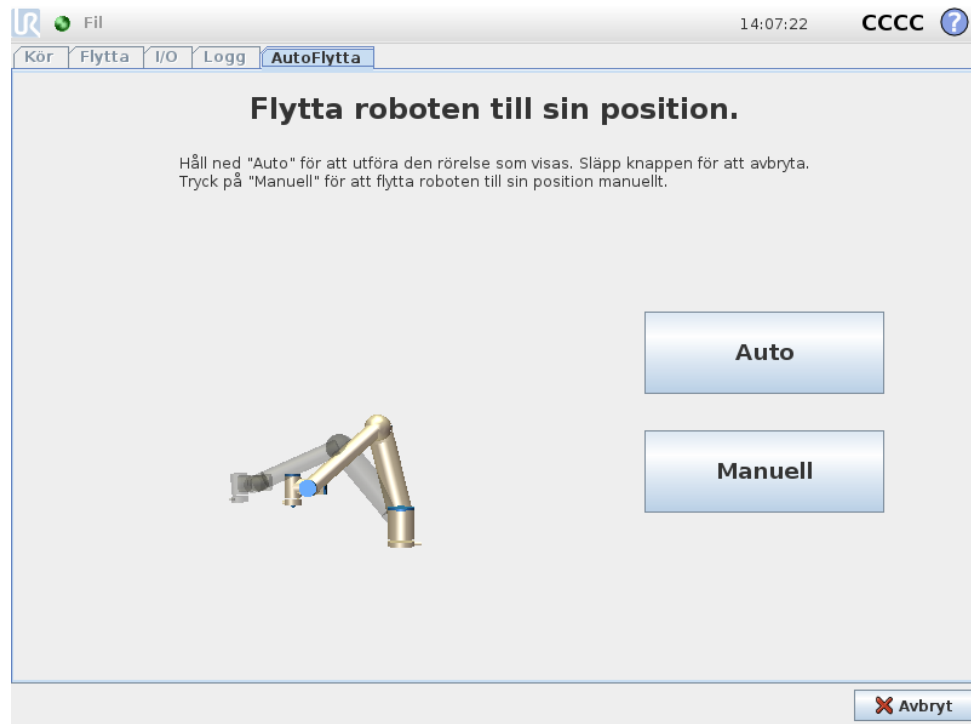 UR
Fil
14:07:22
CCCC
?
Kör
Flytta
I/O
Logg
AutoFlytta
Flytta roboten till sin position.
Håll ned "Auto" för att utföra den rörelse som visas. Släpp knappen för att avbryta.
Tryck på "Manuell" för att flytta roboten till sin position manuellt.
Auto
Manuell
Avbryt